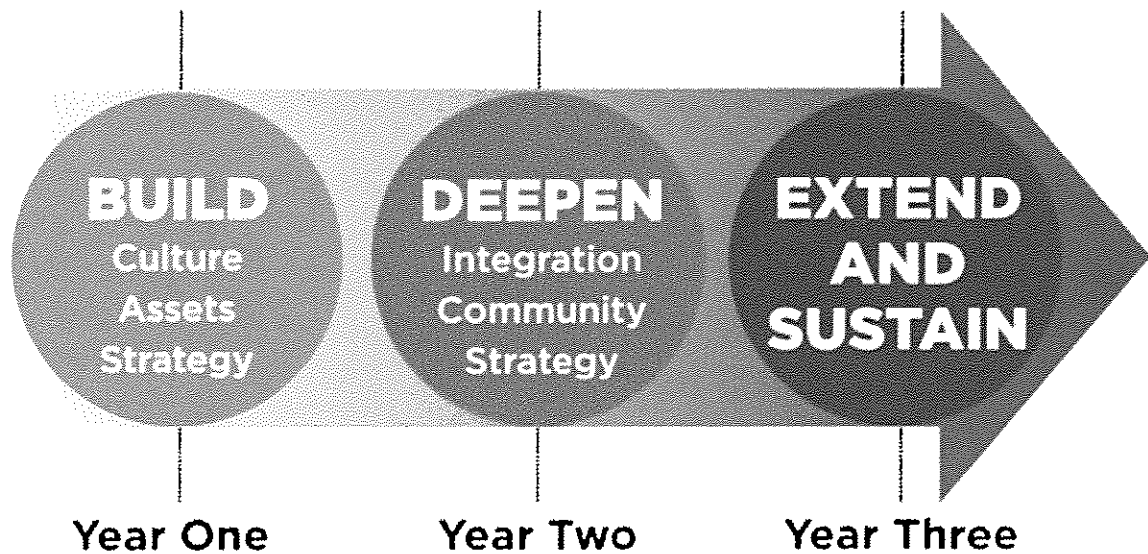 BUILD
Culture
Assets
Strategy
DEEPEN
Integration
Community
Strategy
EXTEND
AND
SUSTAIN
Year One
Year Two
Year Three